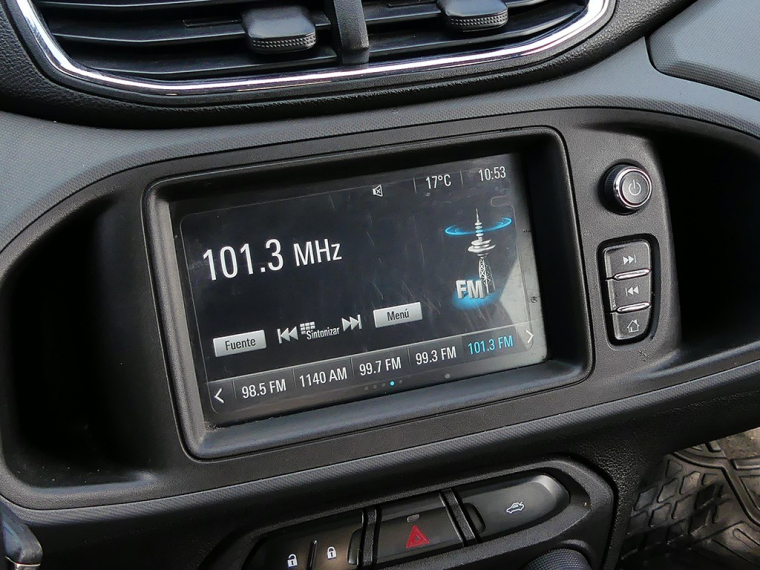 17°C 10:53
101.3 MHz
FM
Fuente Sintonizar Menú
98.5 FM 1140 AM 99.7 FM 99.3 FM 101.3 FM